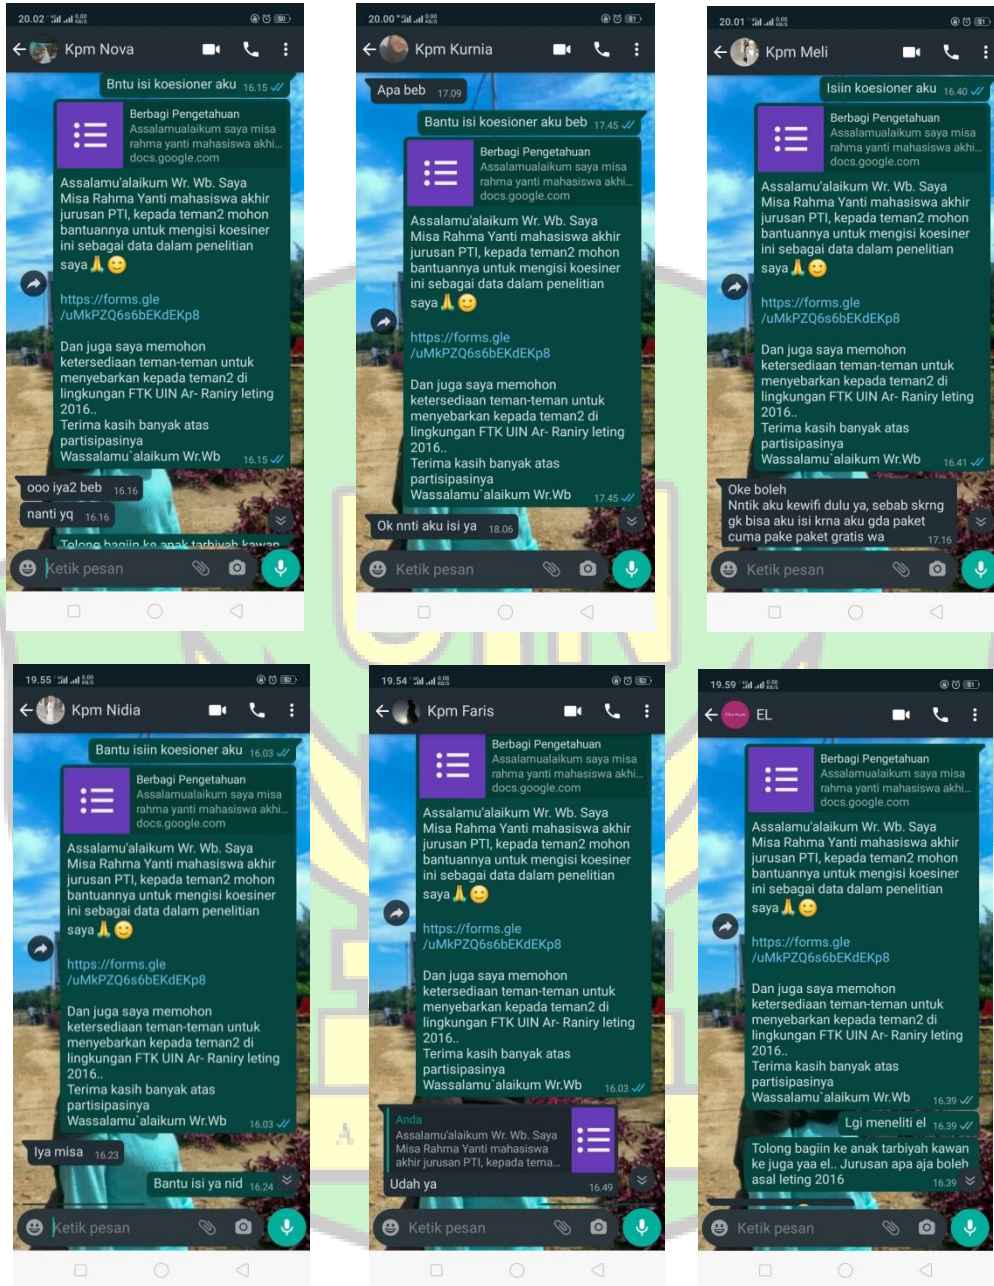 20.02
50
Kpm Nova
Bntu isi koesioner aku 16.15
Berbagi Pengetahuan
Assalamualaikum saya misa
rahma yanti mahasiswa akhi...
docs.google.com
Assalamu'alaikum Wr. Wb. Saya
Misa Rahma Yanti mahasiswa akhir
jurusan PTI, kepada teman2 mohon
bantuannya untuk mengisi koesiner
ini sebagai data dalam penelitian
saya🙏🙂
https://forms.gle
/uMkPZQ6s6bEKdEKp8
Dan juga saya memohon
ketersediaan teman-teman untuk
menyebarkan kepada teman2 di
lingkungan FTK UIN Ar- Raniry leting
2016..
Terima kasih banyak atas
partisipasinya
Wassalamu`alaikum Wr.Wb 16.15
ooo iya2 beb 16.16
nanti yq 16.16
Tolong bagiin ke anak tarbiyah kawan
Ketik pesan
20.00
51
Kpm Kurnia
Apa beb 17.09
Bantu isi koesioner aku beb 17.45
Berbagi Pengetahuan
Assalamualaikum saya misa
rahma yanti mahasiswa akhi...
docs.google.com
Assalamu'alaikum Wr. Wb. Saya
Misa Rahma Yanti mahasiswa akhir
jurusan PTI, kepada teman2 mohon
bantuannya untuk mengisi koesiner
ini sebagai data dalam penelitian
saya🙏🙂
https://forms.gle
/uMkPZQ6s6bEKdEKp8
Dan juga saya memohon
ketersediaan teman-teman untuk
menyebarkan kepada teman2 di
lingkungan FTK UIN Ar- Raniry leting
2016..
Terima kasih banyak atas
partisipasinya
Wassalamu`alaikum Wr.Wb 17.45
Ok nnti aku isi ya 18.06
Ketik pesan
20.01
51
Kpm Meli
Isiin koesioner aku 16.40
Berbagi Pengetahuan
Assalamualaikum saya misa
rahma yanti mahasiswa akhi...
docs.google.com
Assalamu'alaikum Wr. Wb. Saya
Misa Rahma Yanti mahasiswa akhir
jurusan PTI, kepada teman2 mohon
bantuannya untuk mengisi koesiner
ini sebagai data dalam penelitian
saya🙏🙂
https://forms.gle
/uMkPZQ6s6bEKdEKp8
Dan juga saya memohon
ketersediaan teman-teman untuk
menyebarkan kepada teman2 di
lingkungan FTK UIN Ar- Raniry leting
2016..
Terima kasih banyak atas
partisipasinya
Wassalamu`alaikum Wr.Wb 16.41
Oke boleh
Nntik aku kewifi dulu ya, sebab skrng
gk bisa aku isi krna aku gda paket
cuma pake paket gratis wa 17.16
Ketik pesan
19.55
52
Kpm Nidia
Bantu isiin koesioner aku 16.03
Berbagi Pengetahuan
Assalamualaikum saya misa
rahma yanti mahasiswa akhi...
docs.google.com
Assalamu'alaikum Wr. Wb. Saya
Misa Rahma Yanti mahasiswa akhir
jurusan PTI, kepada teman2 mohon
bantuannya untuk mengisi koesiner
ini sebagai data dalam penelitian
saya🙏🙂
https://forms.gle
/uMkPZQ6s6bEKdEKp8
Dan juga saya memohon
ketersediaan teman-teman untuk
menyebarkan kepada teman2 di
lingkungan FTK UIN Ar- Raniry leting
2016..
Terima kasih banyak atas
partisipasinya
Wassalamu`alaikum Wr.Wb 16.03
Iya misa 16.23
Bantu isi ya nid 16.24
Ketik pesan
19.54
52
Kpm Faris
Berbagi Pengetahuan
Assalamualaikum saya misa
rahma yanti mahasiswa akhi...
docs.google.com
Assalamu'alaikum Wr. Wb. Saya
Misa Rahma Yanti mahasiswa akhir
jurusan PTI, kepada teman2 mohon
bantuannya untuk mengisi koesiner
ini sebagai data dalam penelitian
saya🙏🙂
https://forms.gle
/uMkPZQ6s6bEKdEKp8
Dan juga saya memohon
ketersediaan teman-teman untuk
menyebarkan kepada teman2 di
lingkungan FTK UIN Ar- Raniry leting
2016..
Terima kasih banyak atas
partisipasinya
Wassalamu`alaikum Wr.Wb 16.03
Anda
Assalamu'alaikum Wr. Wb. Saya
Misa Rahma Yanti mahasiswa
akhir jurusan PTI, kepada tema...
Udah ya 16.49
Ketik pesan
19.59
51
EL
Berbagi Pengetahuan
Assalamualaikum saya misa
rahma yanti mahasiswa akhi...
docs.google.com
Assalamu'alaikum Wr. Wb. Saya
Misa Rahma Yanti mahasiswa akhir
jurusan PTI, kepada teman2 mohon
bantuannya untuk mengisi koesiner
ini sebagai data dalam penelitian
saya🙏🙂
https://forms.gle
/uMkPZQ6s6bEKdEKp8
Dan juga saya memohon
ketersediaan teman-teman untuk
menyebarkan kepada teman2 di
lingkungan FTK UIN Ar- Raniry leting
2016..
Terima kasih banyak atas
partisipasinya
Wassalamu`alaikum Wr.Wb 16.39
Lgi meneliti el 16.39
Tolong bagiin ke anak tarbiyah kawan
ke juga yaa el.. Jurusan apa aja boleh
asal leting 2016 16.39
Ketik pesan